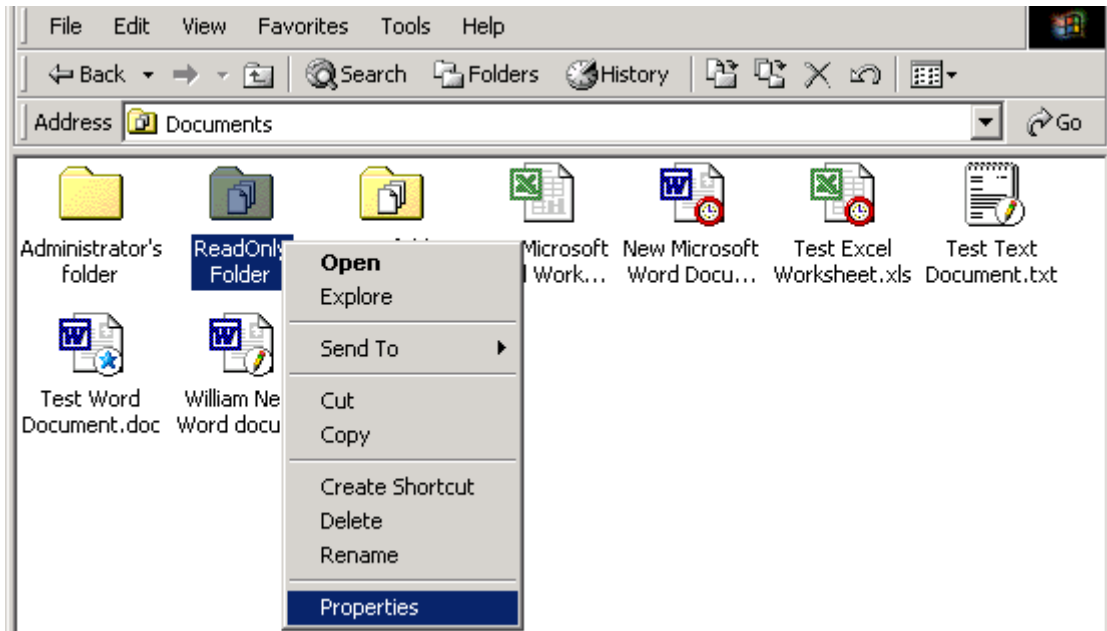 File Edit View Favorites Tools Help
Back Search Folders History
Address Documents Go
Administrator's
folder
ReadOnly
Folder
Microsoft
Work...
New Microsoft
Word Docu...
Test Excel
Worksheet.xls
Test Text
Document.txt
Test Word
Document.doc
William Ne
Word docu
Open
Explore
Send To
Cut
Copy
Create Shortcut
Delete
Rename
Properties